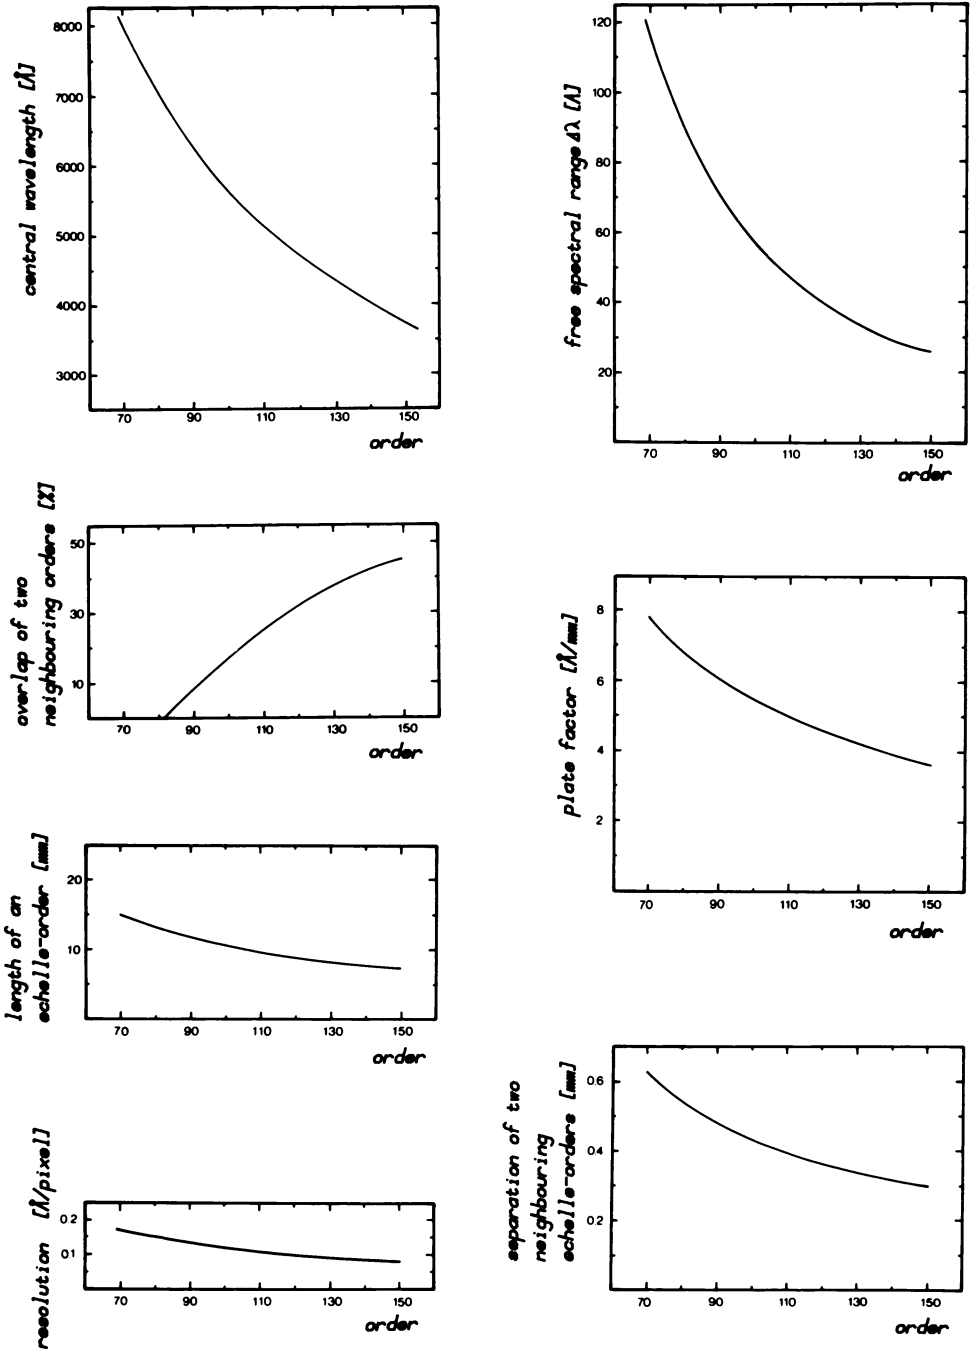 central wavelength [Å]
8000
7000
6000
5000
4000
3000
70 90 110 130 150
order
free spectral range Δλ [Å]
120
100
80
60
40
20
70 90 110 130 150
order
overlap of two
neighbouring orders [%]
50
30
10
70 90 110 130 150
order
plate factor [Å/mm]
8
6
4
2
70 90 110 130 150
order
length of an
echelle-order [mm]
20
10
70 90 110 130 150
order
separation of two
neighbouring
echelle-orders [mm]
0.6
0.4
0.2
70 90 110 130 150
order
resolution [Å/pixel]
0.2
0.1
70 90 110 130 150
order